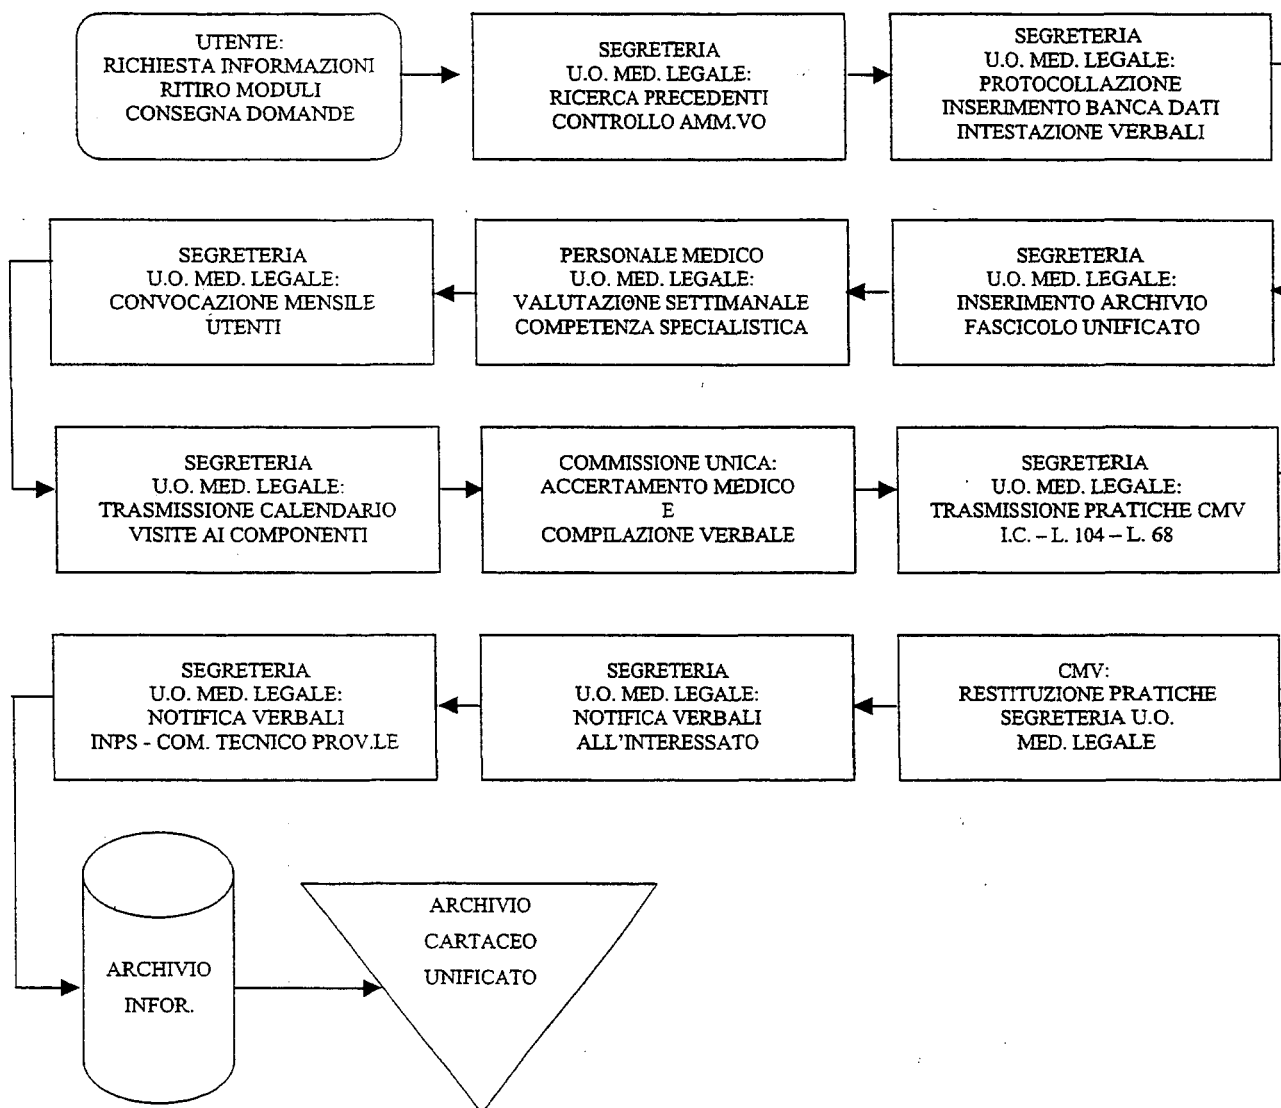 UTENTE:
RICHIESTA INFORMAZIONI
RITIRO MODULI
CONSEGNA DOMANDE
SEGRETERIA
U.O. MED. LEGALE:
RICERCA PRECEDENTI
CONTROLLO AMM.VO
SEGRETERIA
U.O. MED. LEGALE:
PROTOCOLLAZIONE
INSERIMENTO BANCA DATI
INTESTAZIONE VERBALI
SEGRETERIA
U.O. MED. LEGALE:
INSERIMENTO ARCHIVIO
FASCICOLO UNIFICATO
PERSONALE MEDICO
U.O. MED. LEGALE:
VALUTAZIONE SETTIMANALE
COMPETENZA SPECIALISTICA
SEGRETERIA
U.O. MED. LEGALE:
CONVOCAZIONE MENSILE
UTENTI
SEGRETERIA
U.O. MED. LEGALE:
TRASMISSIONE CALENDARIO
VISITE AI COMPONENTI
COMMISSIONE UNICA:
ACCERTAMENTO MEDICO
E
COMPILAZIONE VERBALE
SEGRETERIA
U.O. MED. LEGALE:
TRASMISSIONE PRATICHE CMV
I.C. – L. 104 – L. 68
CMV:
RESTITUZIONE PRATICHE
SEGRETERIA U.O.
MED. LEGALE
SEGRETERIA
U.O. MED. LEGALE:
NOTIFICA VERBALI
ALL'INTERESSATO
SEGRETERIA
U.O. MED. LEGALE:
NOTIFICA VERBALI
INPS - COM. TECNICO PROV.LE
ARCHIVIO
INFOR.
ARCHIVIO
CARTACEO
UNIFICATO